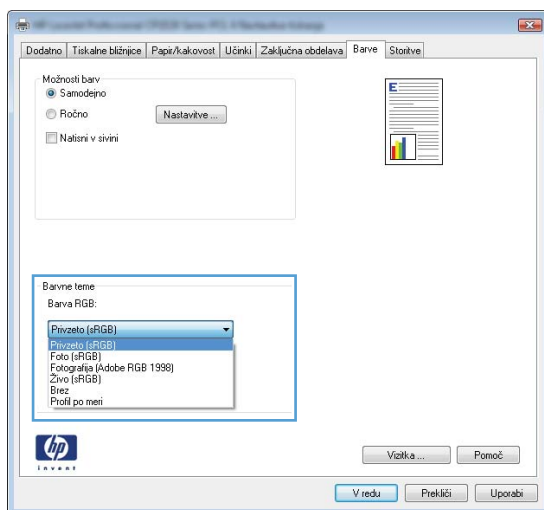 Dodatno Tiskalne bližnjice Papir/kakovost Učinki Zaključna obdelava Barve Storitve
Možnosti barv
Samodejno
Ročno Nastavitve ...
Natisni v sivini
E
Barvne teme
Barva RGB:
Privzeto (sRGB)
Privzeto (sRGB)
Foto (sRGB)
Fotografija (Adobe RGB 1998)
Živo (sRGB)
Brez
Profil po meri
hp
invent
Vizitka ... Pomoč
V redu Prekliči Uporabi